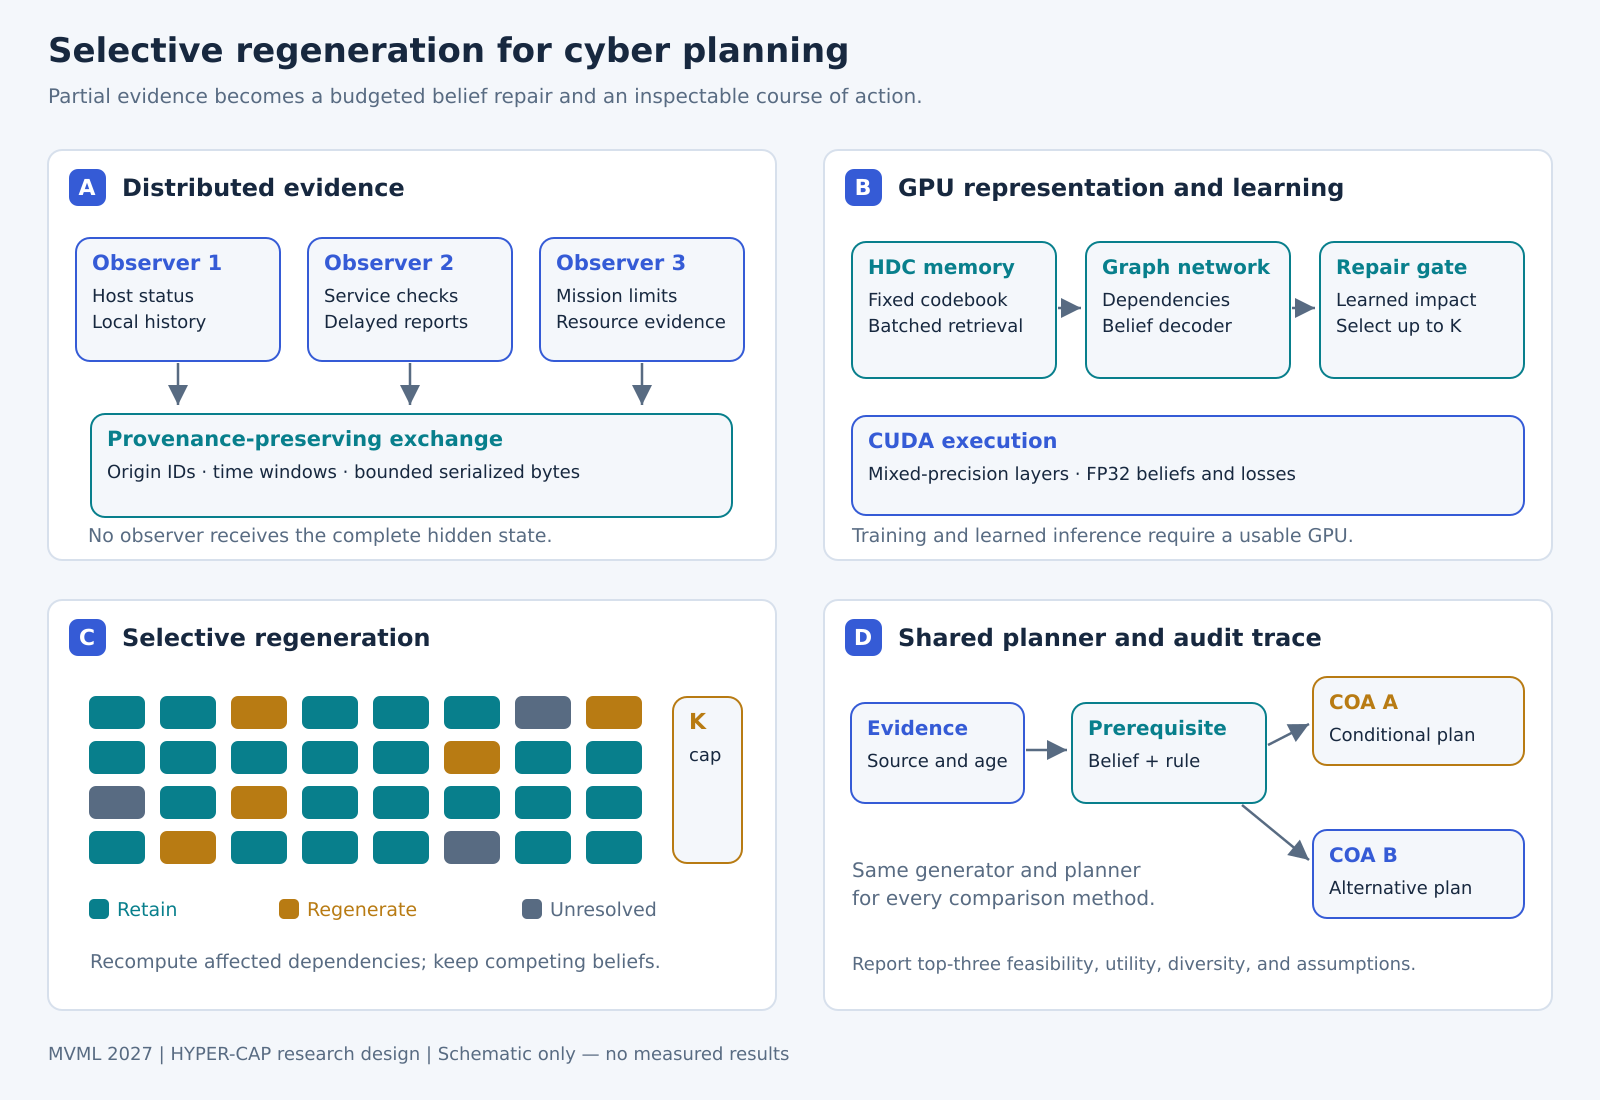 Selective regeneration for cyber planning
Partial evidence becomes a budgeted belief repair and an inspectable course of action.
A
Distributed evidence
Observer 1
Host status
Local history
Observer 2
Service checks
Delayed reports
Observer 3
Mission limits
Resource evidence
Provenance-preserving exchange
Origin IDs · time windows · bounded serialized bytes
No observer receives the complete hidden state.
B
GPU representation and learning
HDC memory
Fixed codebook
Batched retrieval
Graph network
Dependencies
Belief decoder
Repair gate
Learned impact
Select up to K
CUDA execution
Mixed-precision layers · FP32 beliefs and losses
Training and learned inference require a usable GPU.
C
Selective regeneration
K
cap
Retain
Regenerate
Unresolved
Recompute affected dependencies; keep competing beliefs.
D
Shared planner and audit trace
Evidence
Source and age
Prerequisite
Belief + rule
COA A
Conditional plan
COA B
Alternative plan
Same generator and planner
for every comparison method.
Report top-three feasibility, utility, diversity, and assumptions.
MVML 2027 | HYPER-CAP research design | Schematic only — no measured results